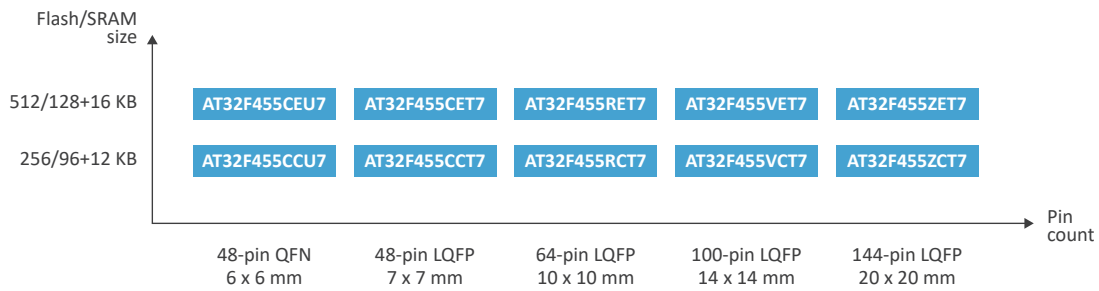 Flash/SRAM
size
512/128+16 KB
AT32F455CEU7 AT32F455CET7 AT32F455RET7 AT32F455VET7 AT32F455ZET7
256/96+12 KB
AT32F455CCU7 AT32F455CCT7 AT32F455RCT7 AT32F455VCT7 AT32F455ZCT7
Pin
count
48-pin QFN 48-pin LQFP 64-pin LQFP 100-pin LQFP 144-pin LQFP
6 x 6 mm 7 x 7 mm 10 x 10 mm 14 x 14 mm 20 x 20 mm